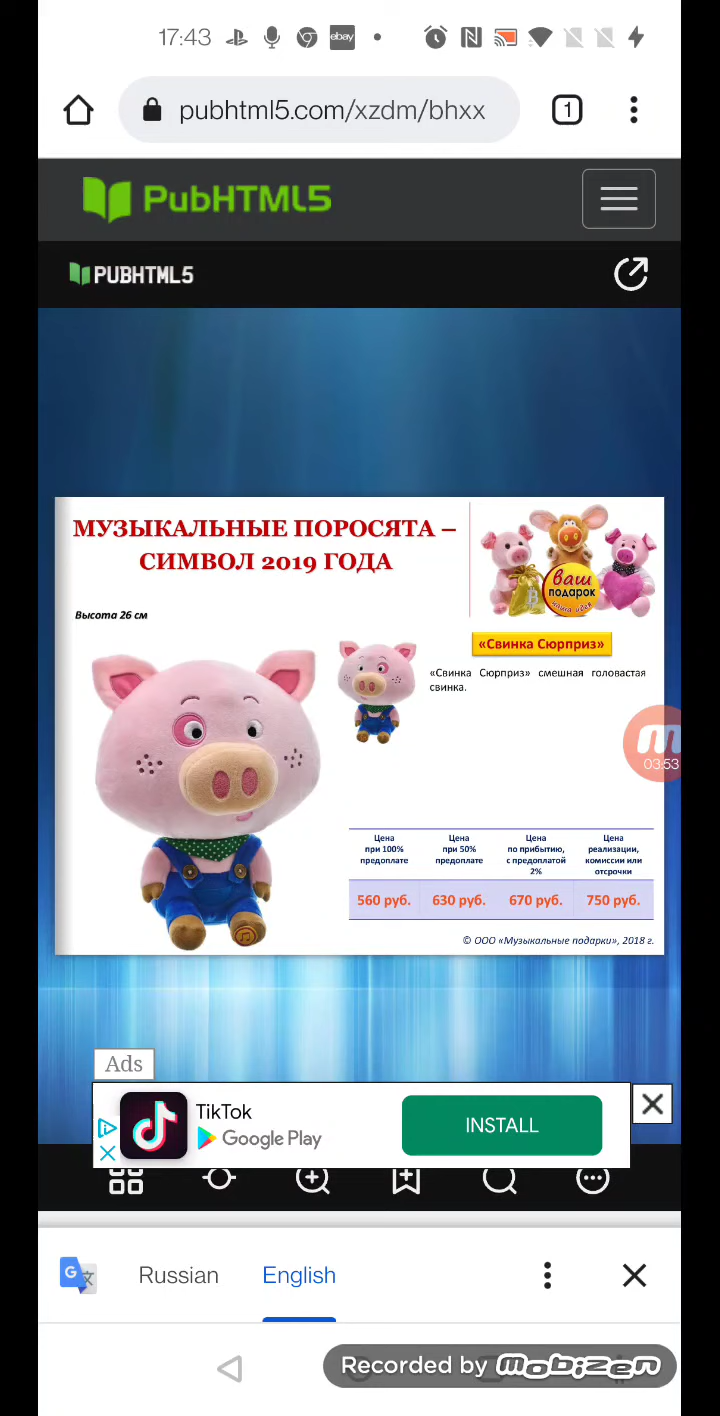 17:43
ebay
pubhtml5.com/xzdm/bhxx
1
PubHTML5
PUBHTML5
МУЗЫКАЛЬНЫЕ ПОРОСЯТА –
СИМВОЛ 2019 ГОДА
ваш
подарок
наша идея
Высота 26 см
«Свинка Сюрприз»
«Свинка Сюрприз» смешная головастая
свинка.
03:53
Цена
при 100%
предоплате
Цена
при 50%
предоплате
Цена
по прибытию,
с предоплатой
2%
Цена
реализации,
комиссии или
отсрочки
560 руб.
630 руб.
670 руб.
750 руб.
© ООО «Музыкальные подарки», 2018 г.
Ads
TikTok
Google Play
INSTALL
Russian
English
Recorded by mobizen